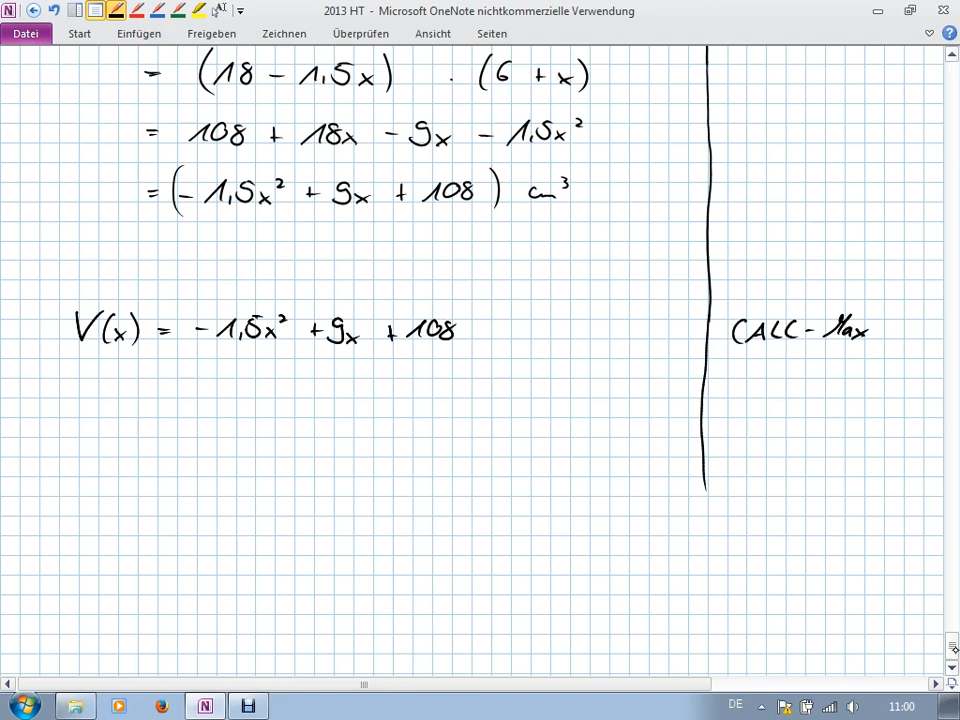 2013 HT - Microsoft OneNote nichtkommerzielle Verwendung
Datei Start Einfügen Freigeben Zeichnen Überprüfen Ansicht Seiten
= (18 - 1,5x) · (6 + x)
= 108 + 18x - 9x - 1,5x²
= (-1,5x² + 9x + 108) cm³
V(x) = -1,5x² + 9x + 108
CALC - Max
DE 11:00